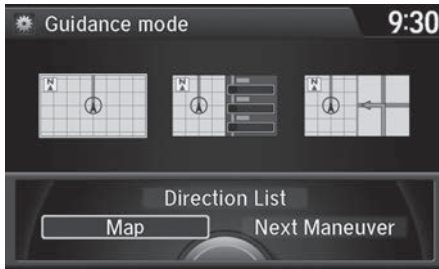 Guidance mode
9:30
N
N
N
Direction List
Map
Next Maneuver